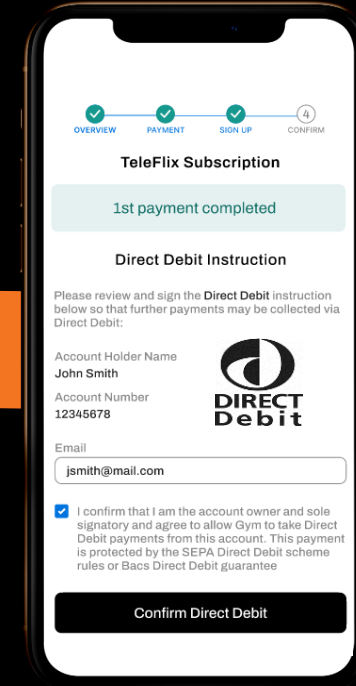 4
OVERVIEW PAYMENT SIGN UP CONFIRM
TeleFlix Subscription
1st payment completed
Direct Debit Instruction
Please review and sign the Direct Debit instruction
below so that further payments may be collected via
Direct Debit:
Account Holder Name
John Smith
Account Number
12345678
DIRECT
Debit
Email
jsmith@mail.com
I confirm that I am the account owner and sole
signatory and agree to allow Gym to take Direct
Debit payments from this account. This payment
is protected by the SEPA Direct Debit scheme
rules or Bacs Direct Debit guarantee
Confirm Direct Debit